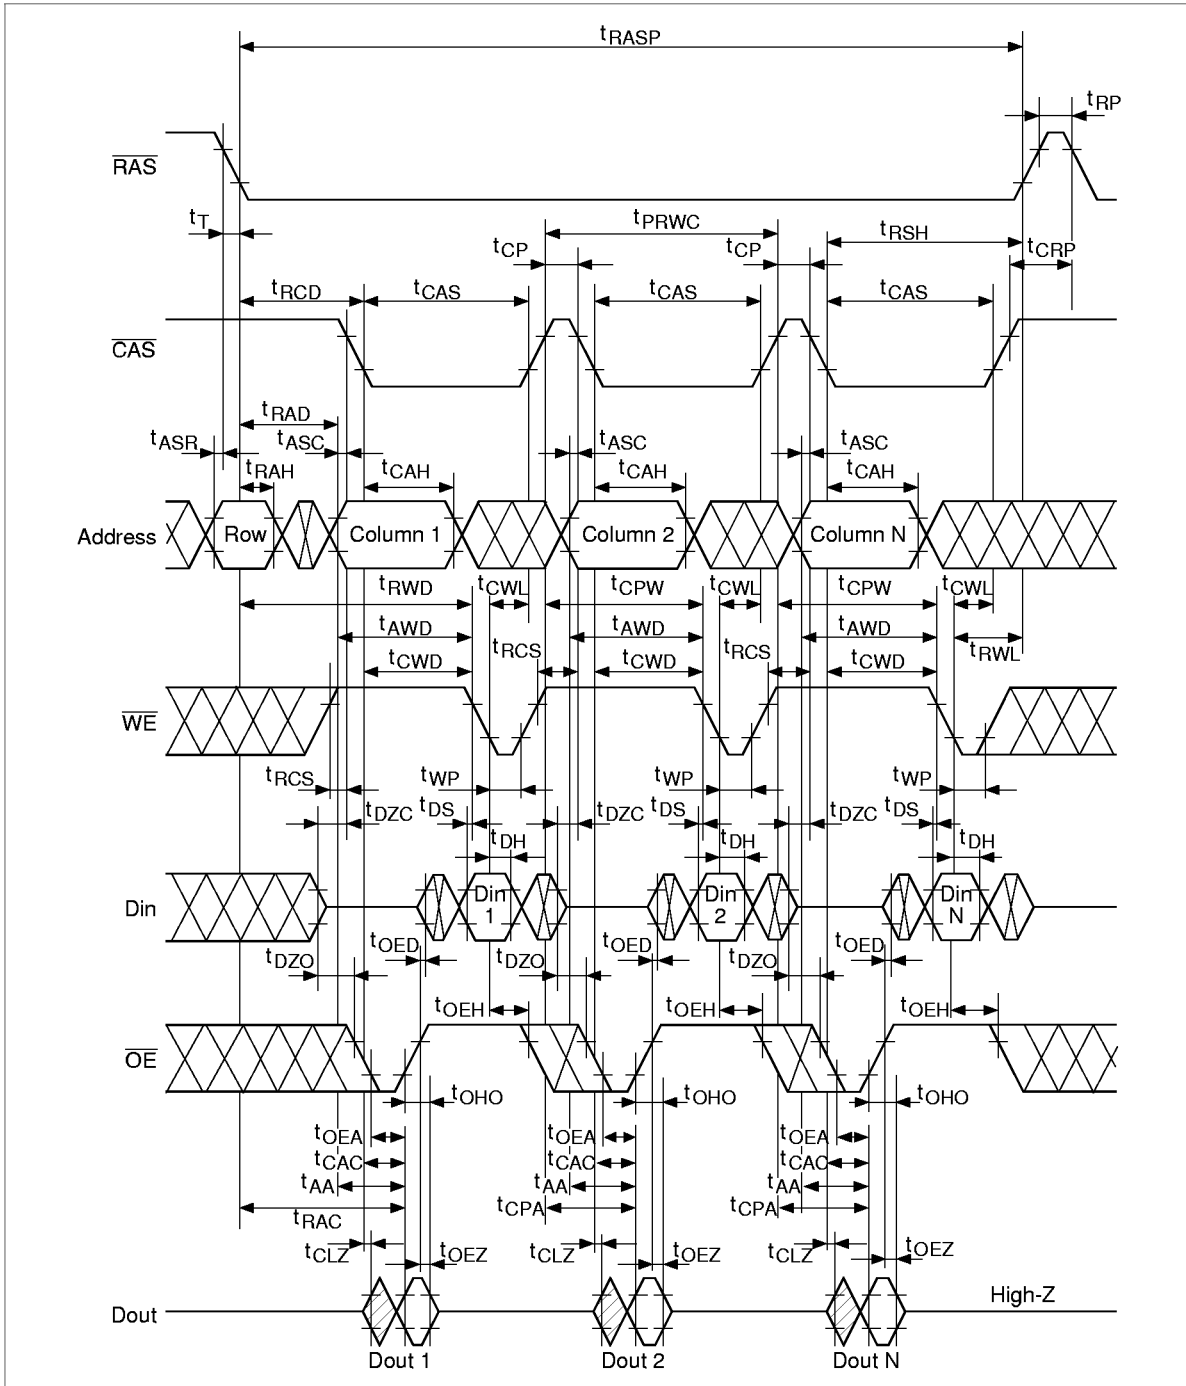 tRASP
tRP
RAS
tT tPRWC tRSH
tCP tCP tCRP
tRCD tCAS tCAS tCAS
CAS
tRAD
tASR tASC tASC tASC
tRAH tCAH tCAH tCAH
Address Row Column 1 Column 2 Column N
tRWD tCWL tCPW tCWL tCPW tCWL
tAWD tRCS tAWD tRCS tAWD tRWL
tCWD tCWD tCWD
WE
tRCS tWP tWP tWP
tDZC tDS tDZC tDS tDZC tDS
tDH tDH tDH
Din Din 1 Din 2 Din N
tOED tOED tOED
tDZO tDZO tDZO
tOEH tOEH tOEH
OE
tOHO tOHO tOHO
tOEA tOEA tOEA
tCAC tCAC tCAC
tAA tAA tAA
tRAC tCPA tCPA
tCLZ tOEZ tCLZ tOEZ tCLZ tOEZ
High-Z
Dout
Dout 1 Dout 2 Dout N